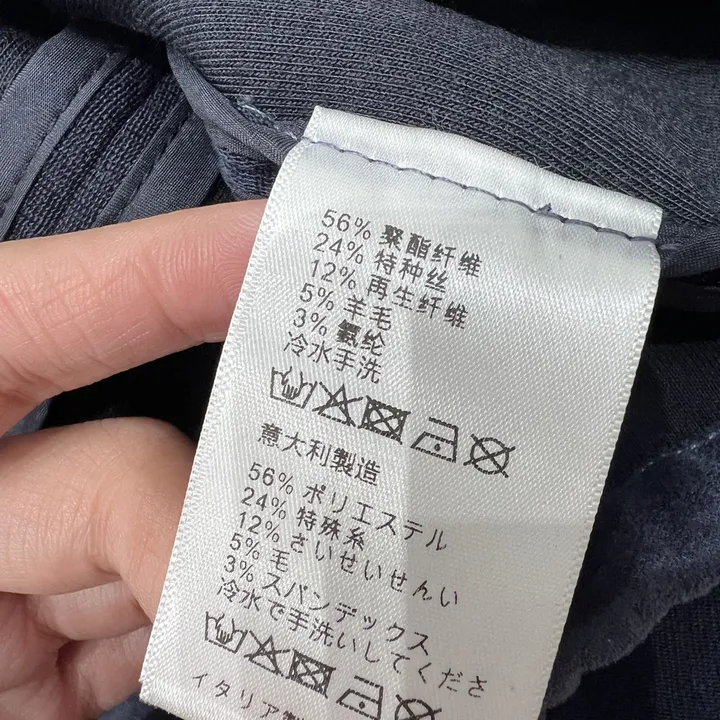 56% 聚酯纤维
24% 特种丝
12% 再生纤维
5% 羊毛
3% 氨纶
冷水手洗
意大利製造
56% ポリエステル
24% 特殊系
12% さいせいせんい
5% 毛
3% スパンデックス
冷水で手洗いしてくださ
イタリア製